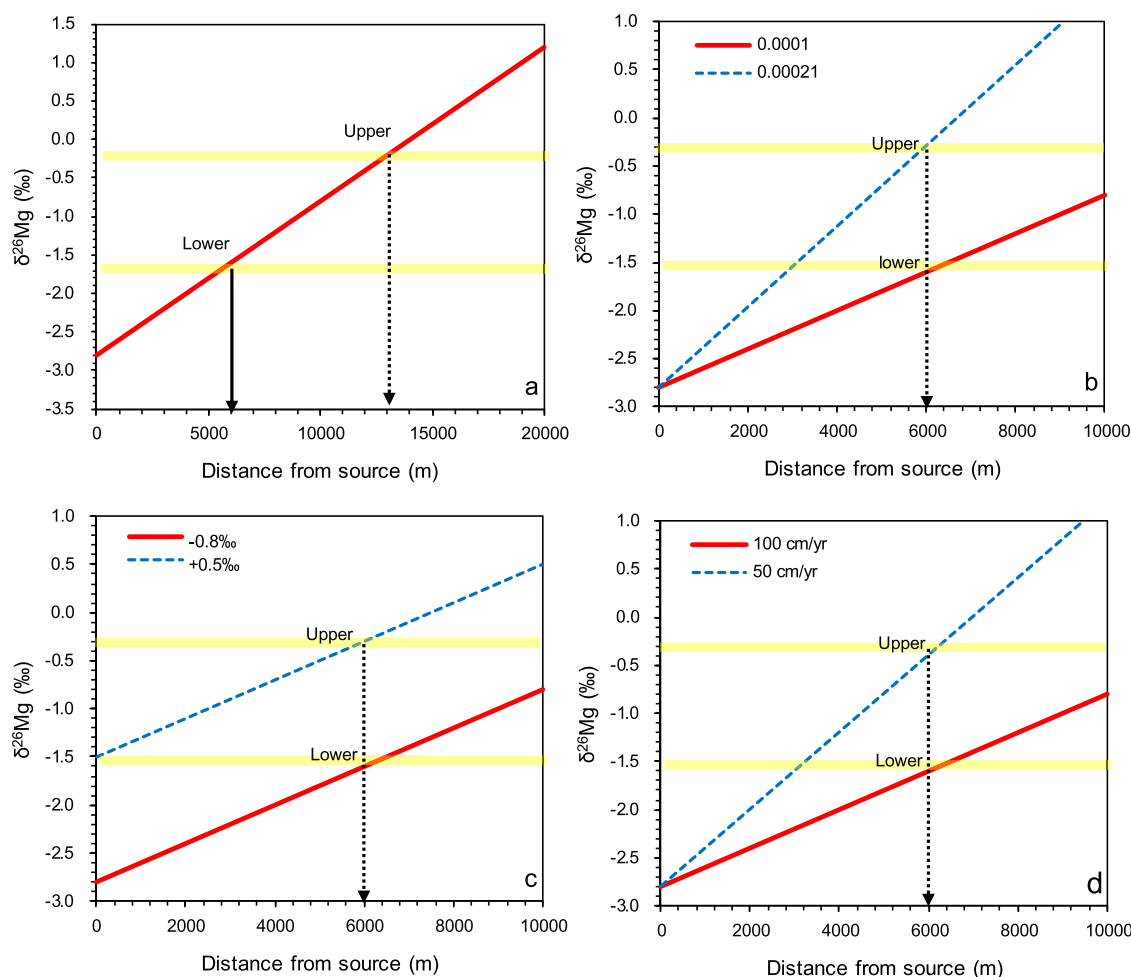 1.5
1.0
0.5
0.0
-0.5
-1.0
-1.5
-2.0
-2.5
-3.0
-3.5
δ²⁶Mg (‰)
Upper
Lower
a
0 5000 10000 15000 20000
Distance from source (m)
1.0
0.5
0.0
-0.5
-1.0
-1.5
-2.0
-2.5
-3.0
δ²⁶Mg (‰)
0.0001
0.00021
Upper
lower
b
0 2000 4000 6000 8000 10000
Distance from source (m)
1.0
0.5
0.0
-0.5
-1.0
-1.5
-2.0
-2.5
-3.0
δ²⁶Mg (‰)
-0.8‰
+0.5‰
Upper
Lower
c
0 2000 4000 6000 8000 10000
Distance from source (m)
1.0
0.5
0.0
-0.5
-1.0
-1.5
-2.0
-2.5
-3.0
δ²⁶Mg (‰)
100 cm/yr
50 cm/yr
Upper
Lower
d
0 2000 4000 6000 8000 10000
Distance from source (m)